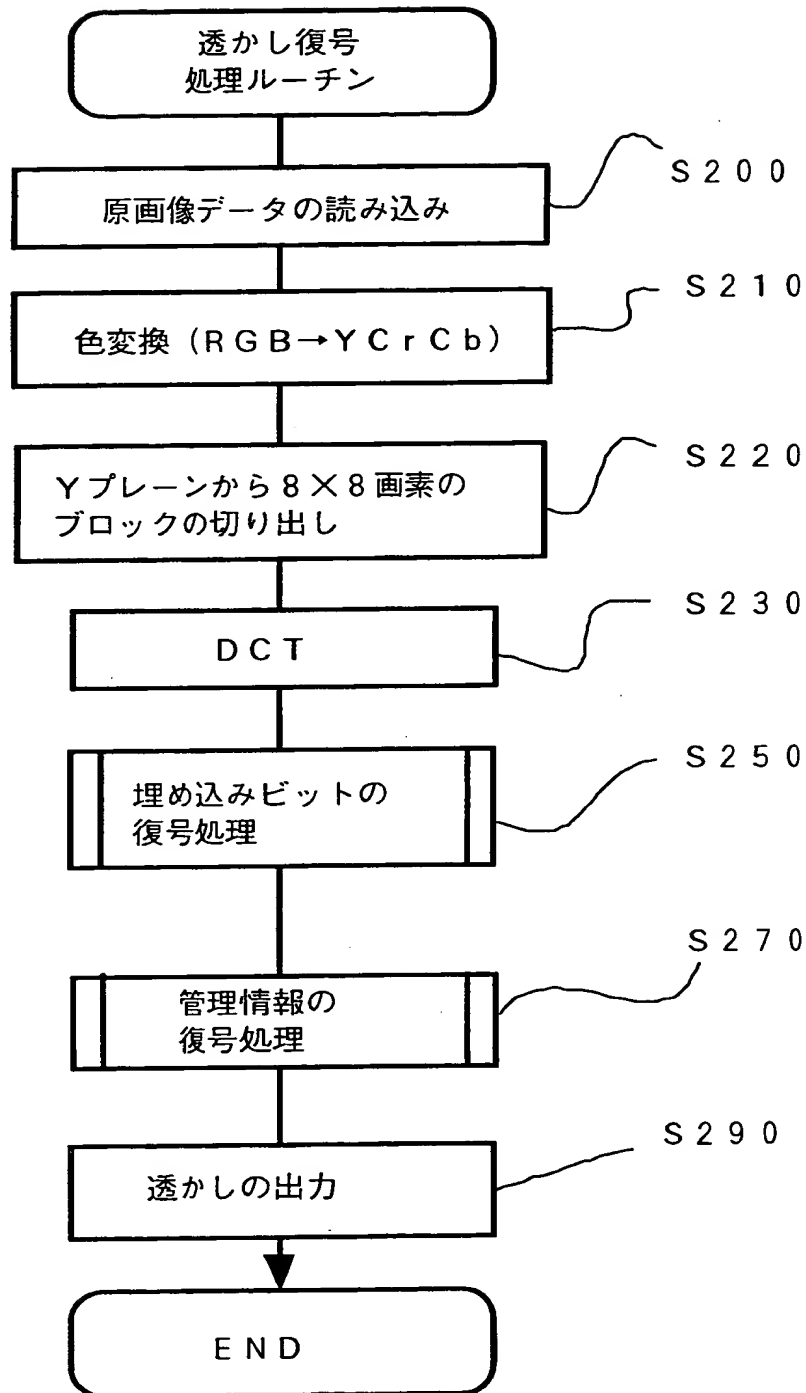 透かし復号
処理ルーチン
S200
原画像データの読み込み
S210
色変換(RGB→YCrCb)
S220
Yプレーンから8×8画素の
ブロックの切り出し
S230
DCT
S250
埋め込みビットの
復号処理
S270
管理情報の
復号処理
S290
透かしの出力
END